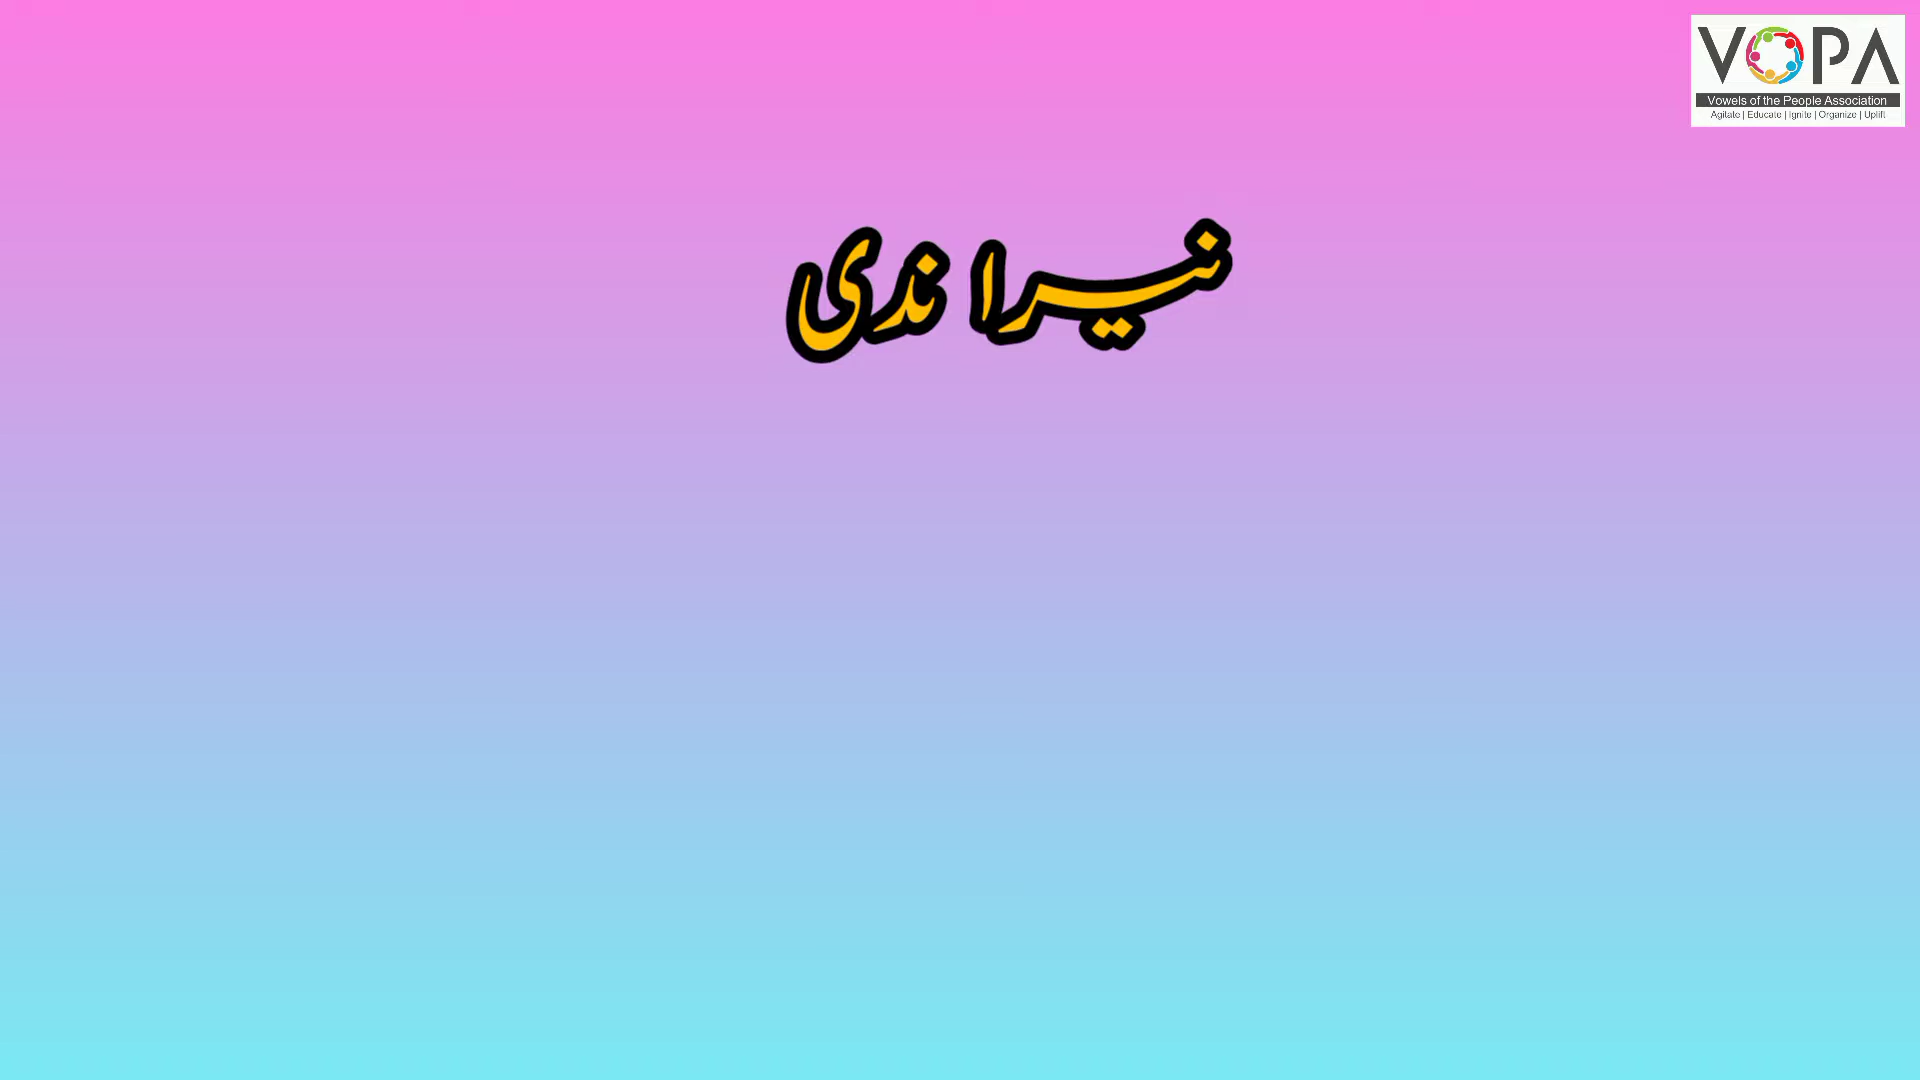 VOPA
Vowels of the People Association
Agitate | Educate | Ignite | Organize | Uplift
نیرا ندی